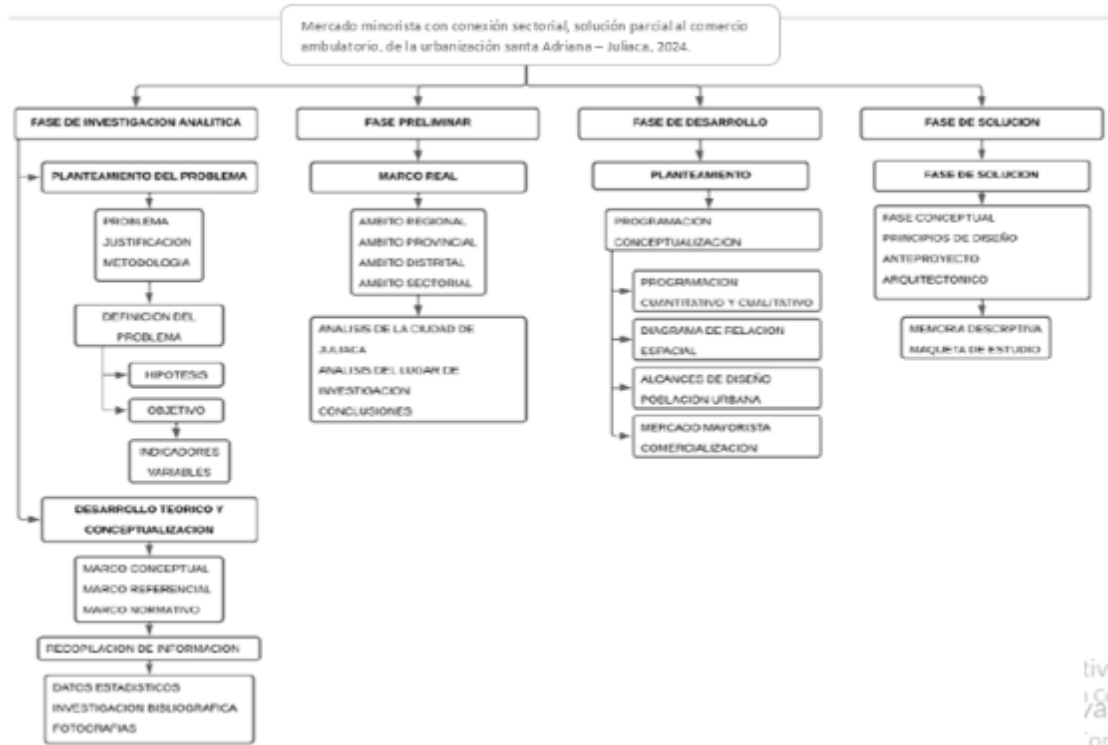 Mercado minorista con conexión sectorial, solución parcial al comercio
ambulatorio, de la urbanización santa Adriana – Juliaca, 2024.
FASE DE INVESTIGACION ANALITICA
PLANTEAMIENTO DEL PROBLEMA
PROBLEMA
JUSTIFICACION
METODOLOGIA
DEFINICION DEL
PROBLEMA
HIPOTESIS
OBJETIVO
INDICADORES
VARIABLES
DESARROLLO TEORICO Y
CONCEPTUALIZACION
MARCO CONCEPTUAL
MARCO REFERENCIAL
MARCO NORMATIVO
RECOPILACION DE INFORMACION
DATOS ESTADISTICOS
INVESTIGACION BIBLIOGRAFICA
FOTOGRAFIAS
FASE PRELIMINAR
MARCO REAL
AMBITO REGIONAL
AMBITO PROVINCIAL
AMBITO DISTRITAL
AMBITO SECTORIAL
ANALISIS DE LA CIUDAD DE
JULIACA
ANALISIS DEL LUGAR DE
INVESTIGACION
CONCLUSIONES
FASE DE DESARROLLO
PLANTEAMIENTO
PROGRAMACION
CONCEPTUALIZACION
PROGRAMACION
CUANTITATIVO Y CUALITATIVO
DIAGRAMA DE RELACION
ESPACIAL
ALCANCES DE DISEÑO
POBLACION URBANA
MERCADO MAYORISTA
COMERCIALIZACIÓN
FASE DE SOLUCION
FASE DE SOLUCION
FASE CONCEPTUAL
PRINCIPIOS DE DISEÑO
ANTEPROYECTO
ARQUITECTONICO
MEMORIA DESCRIPTIVA
MAQUETA DE ESTUDIO